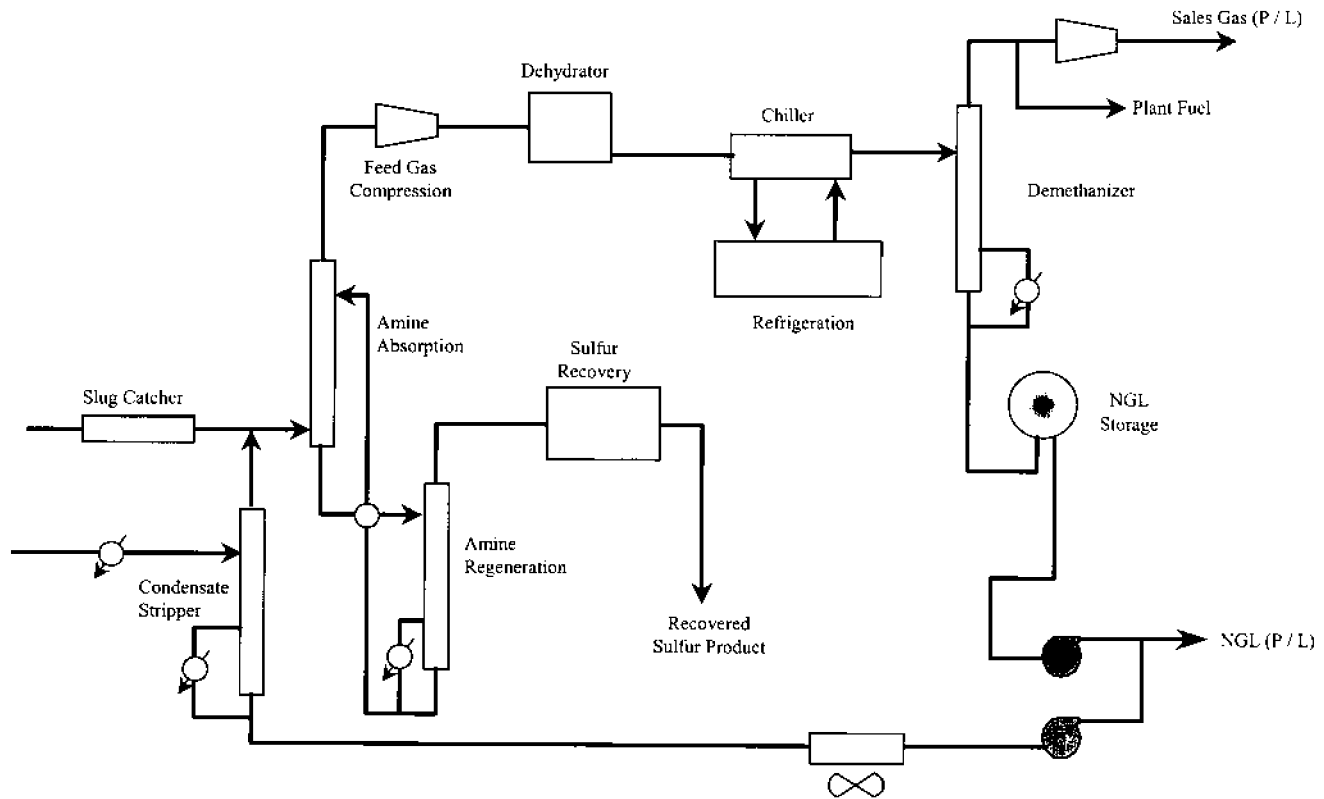 Sales Gas (P / L)
Dehydrator
Plant Fuel
Chiller
Feed Gas
Compression
Demethanizer
Refrigeration
Amine
Absorption
Sulfur
Recovery
Slug Catcher
NGL
Storage
Amine
Regeneration
Condensate
Stripper
Recovered
Sulfur Product
NGL (P / L)